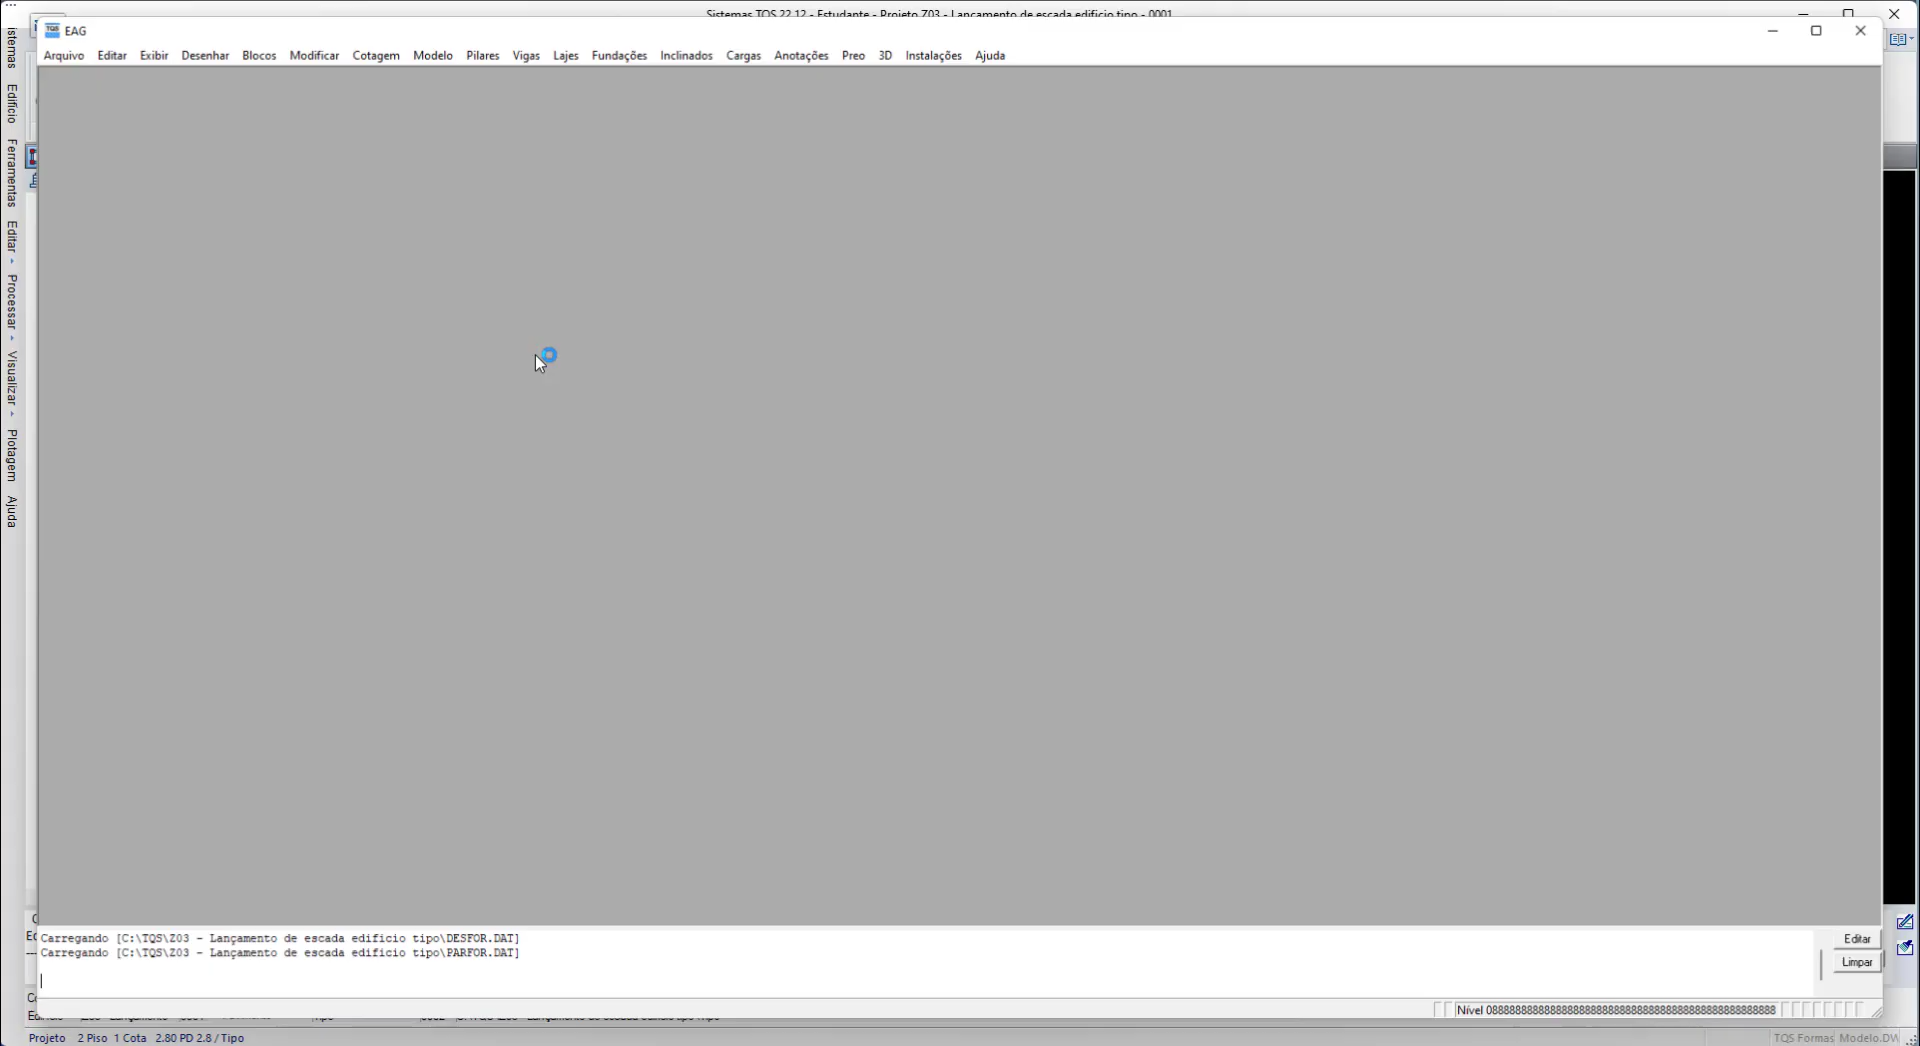 Sistemas TQS 22.12 - Estudante - Projeto Z03 - Lançamento de escada edificio tipo - 0001
TQS EAG
Arquivo Editar Exibir Desenhar Blocos Modificar Cotagem Modelo Pilares Vigas Lajes Fundações Inclinados Cargas Anotações Preo 3D Instalações Ajuda
istemas
Edifício
Ferramentas
Editar
Processar
Visualizar
Plotagem
Ajuda
Carregando [C:\TQS\Z03 - Lançamento de escada edificio tipo\DESFOR.DAT]
Carregando [C:\TQS\Z03 - Lançamento de escada edificio tipo\PARFOR.DAT]
Editar
Limpar
Nível 0888888888888888888888888888888888888888888888888
Projeto 2 Piso 1 Cota 2.80 PD 2.8 / Tipo
TQS Formas Modelo.DW